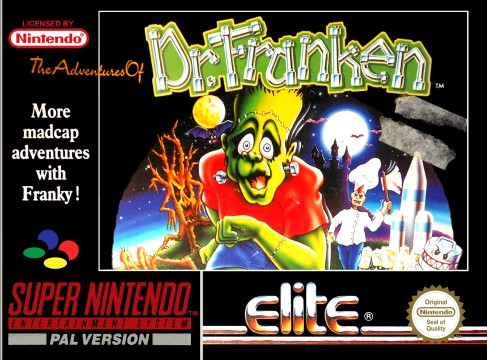 LICENSED BY
Nintendo
The Adventures Of
Dr. Franken
TM
More
madcap
adventures
with
Franky!
SUPER NINTENDO
TM
ENTERTAINMENT SYSTEM
PAL VERSION
elite
®
Original
Nintendo
Seal of
Quality